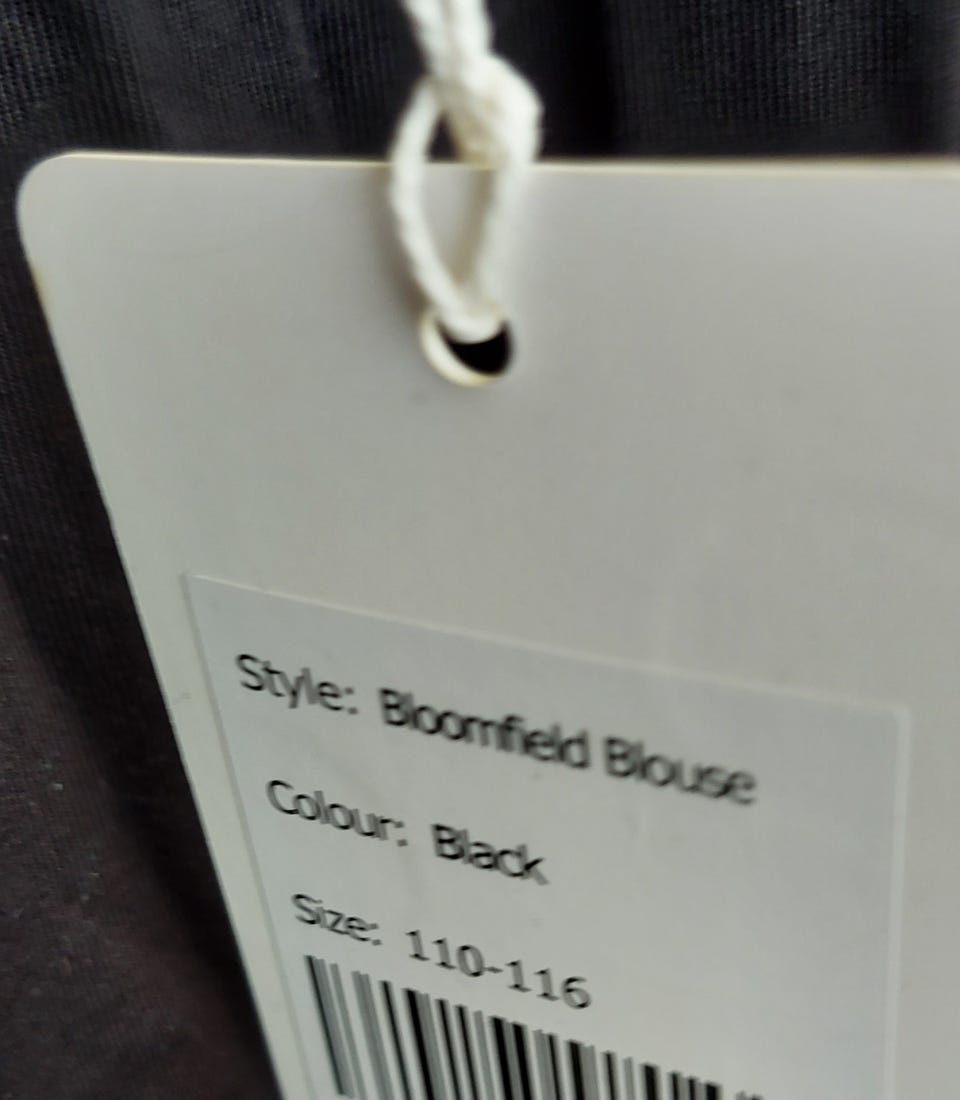 Style: Bloomfield Blouse
Colour: Black
Size: 110-116